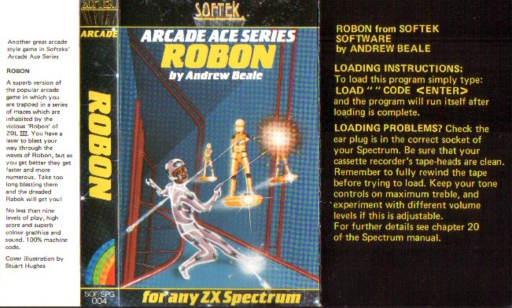 Another great arcade
style game in Softeks'
Arcade Ace Series
ROBON
A superb version of
the popular arcade
game in which you
are trapped in a series
of mazes which are
inhabited by the
vicious 'Robon' of
ZOL III. You have a
laser to blast your
way through the
waves of Robon, but as
you get better they get
faster and more
numerous. Take too
long blasting them
and the dreaded
Rabok will get you!
No less than nine
levels of play, high
score and superb
colour graphics and
sound. 100% machine
code.
Cover illustration by
Stuart Hughes
ARCADE
ROBON
SOF SPG
004
SOFTEK
ARCADE ACE SERIES
ROBON
by Andrew Beale
for any ZX Spectrum
ROBON from SOFTEK
SOFTWARE
by ANDREW BEALE
LOADING INSTRUCTIONS:
To load this program simply type:
LOAD " " CODE <ENTER>
and the program will run itself after
loading is complete.
LOADING PROBLEMS? Check the
ear plug is in the correct socket of
your Spectrum. Be sure that your
cassette recorder's tape-heads are clean.
Remember to fully rewind the tape
before trying to load. Keep your tone
controls on maximum treble, and
experiment with different volume
levels if this is adjustable.
For further details see chapter 20
of the Spectrum manual.